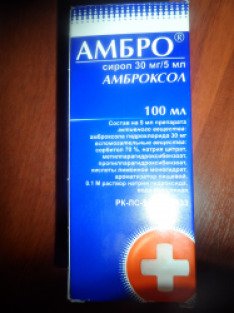 АМБРО®
сироп 30 мг/5 мл
АМБРОКСОЛ
100 мл
Состав на 5 мл препарата
активного вещества:
амброксола гидрохлорида 30 мг
вспомогательные вещества:
сорбитол 70 %, натрия цитрат,
метилпарагидроксибензоат,
пропилпарагидроксибензоат,
кислоты лимонной моногидрат,
ароматизатор пищевой,
0,1 М раствор натрия гидроксида,
вода
РК-ЛС-